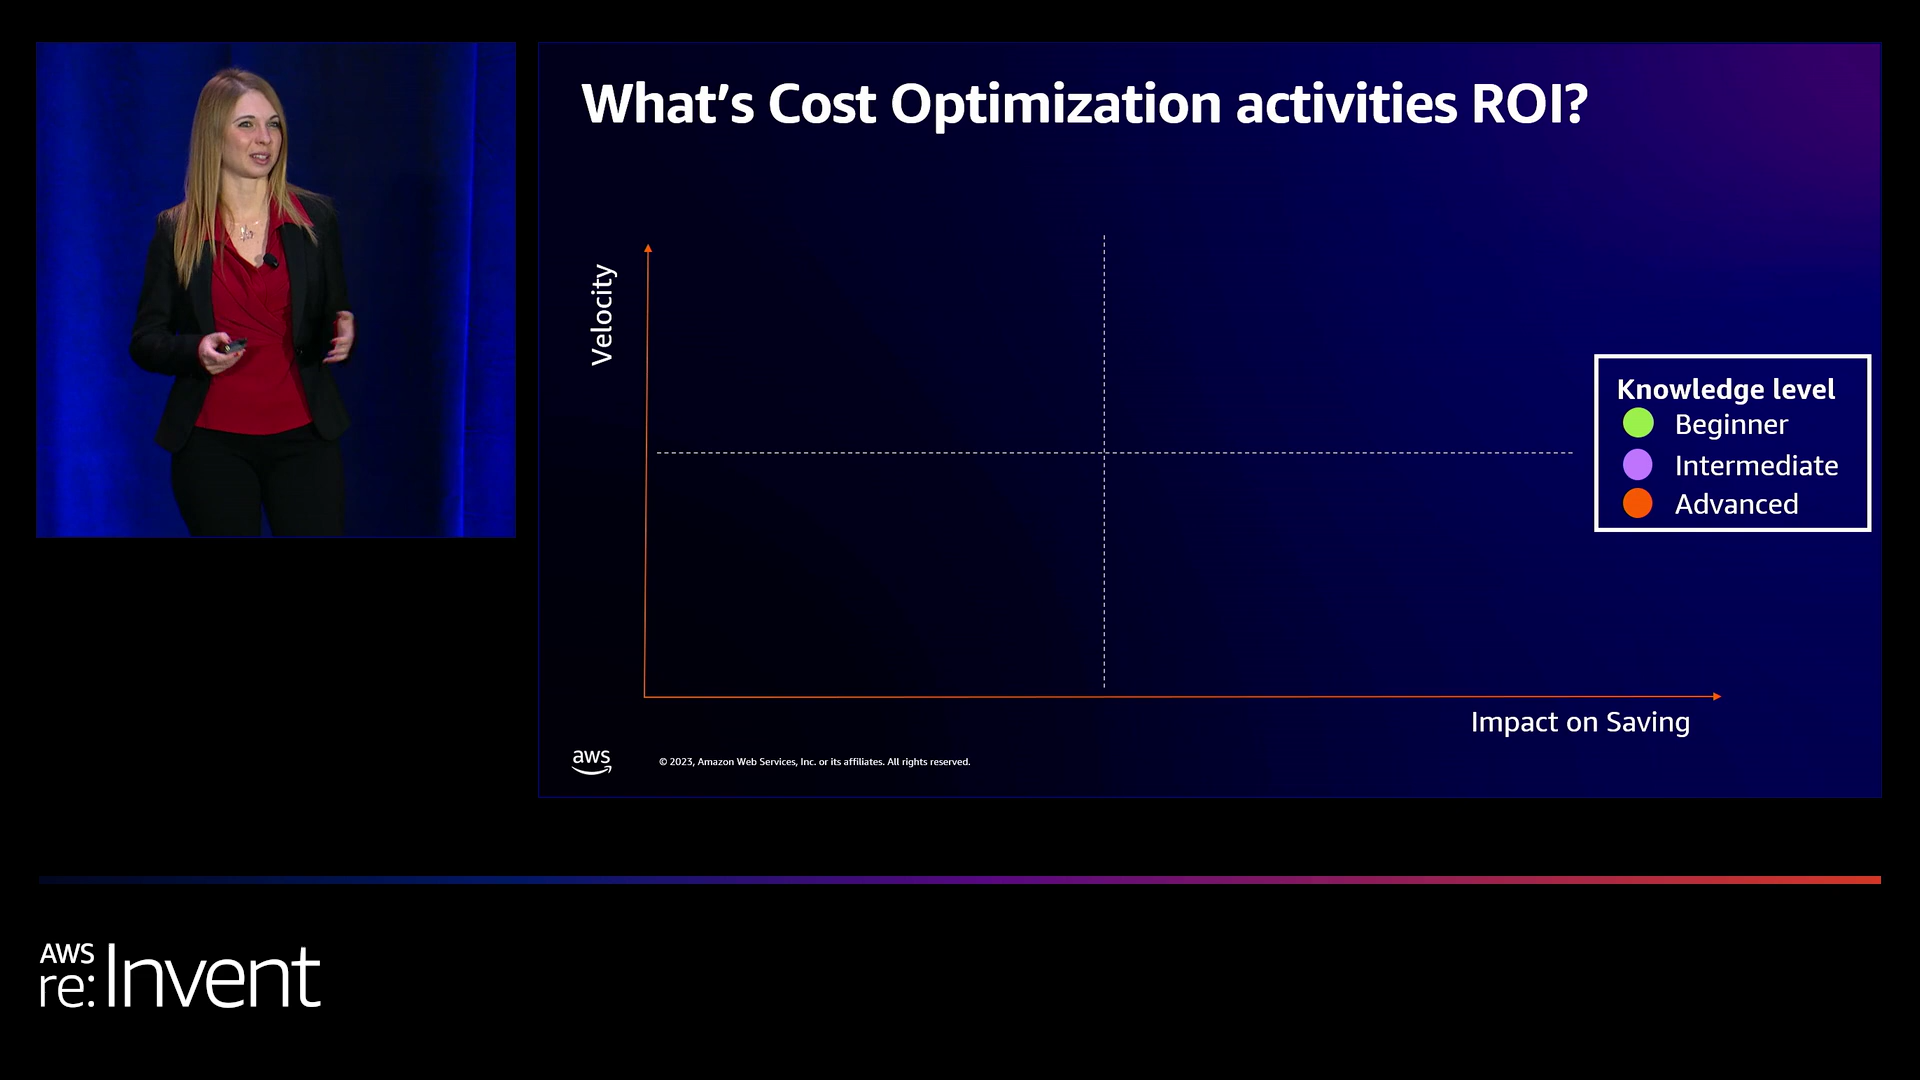 What's Cost Optimization activities ROI?
Velocity
Knowledge level
Beginner
Intermediate
Advanced
Impact on Saving
aws
© 2023, Amazon Web Services, Inc. or its affiliates. All rights reserved.
AWS
re:Invent